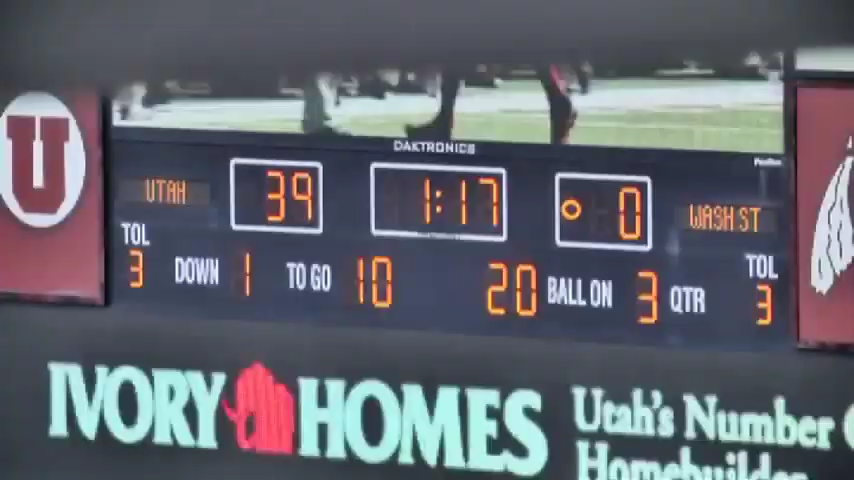 DAKTRONICS
U
UTAH 39 1:17 0 WASH ST
TOL 3 DOWN 1 TO GO 10 20 BALL ON 3 QTR TOL 3
IVORY HOMES
Utah's Number
Homebuilder